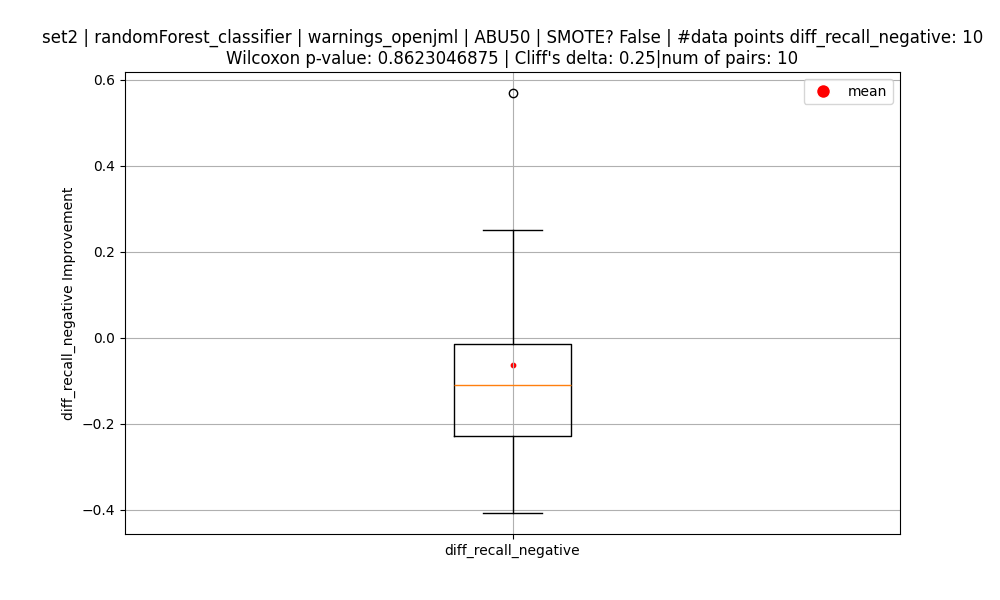 set2 | randomForest_classifier | warnings_openjml | ABU50 | SMOTE? False | #data points diff_recall_negative: 10
Wilcoxon p-value: 0.8623046875 | Cliff's delta: 0.25|num of pairs: 10
mean
0.6
0.4
0.2
0.0
−0.2
−0.4
diff_recall_negative Improvement
diff_recall_negative